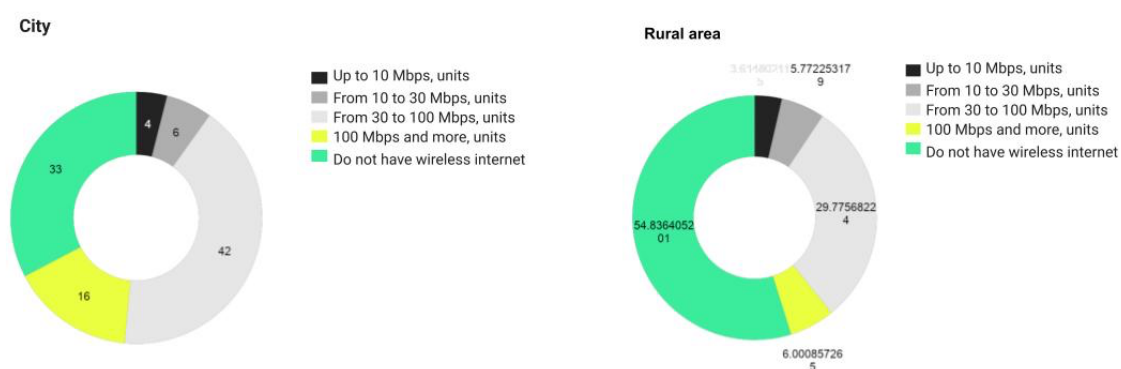 City
Up to 10 Mbps, units
From 10 to 30 Mbps, units
From 30 to 100 Mbps, units
100 Mbps and more, units
Do not have wireless internet
4
6
33
42
16
Rural area
5.77225317
9
Up to 10 Mbps, units
From 10 to 30 Mbps, units
From 30 to 100 Mbps, units
100 Mbps and more, units
Do not have wireless internet
29.7756822
4
54.8364052
01
6.00085726
5